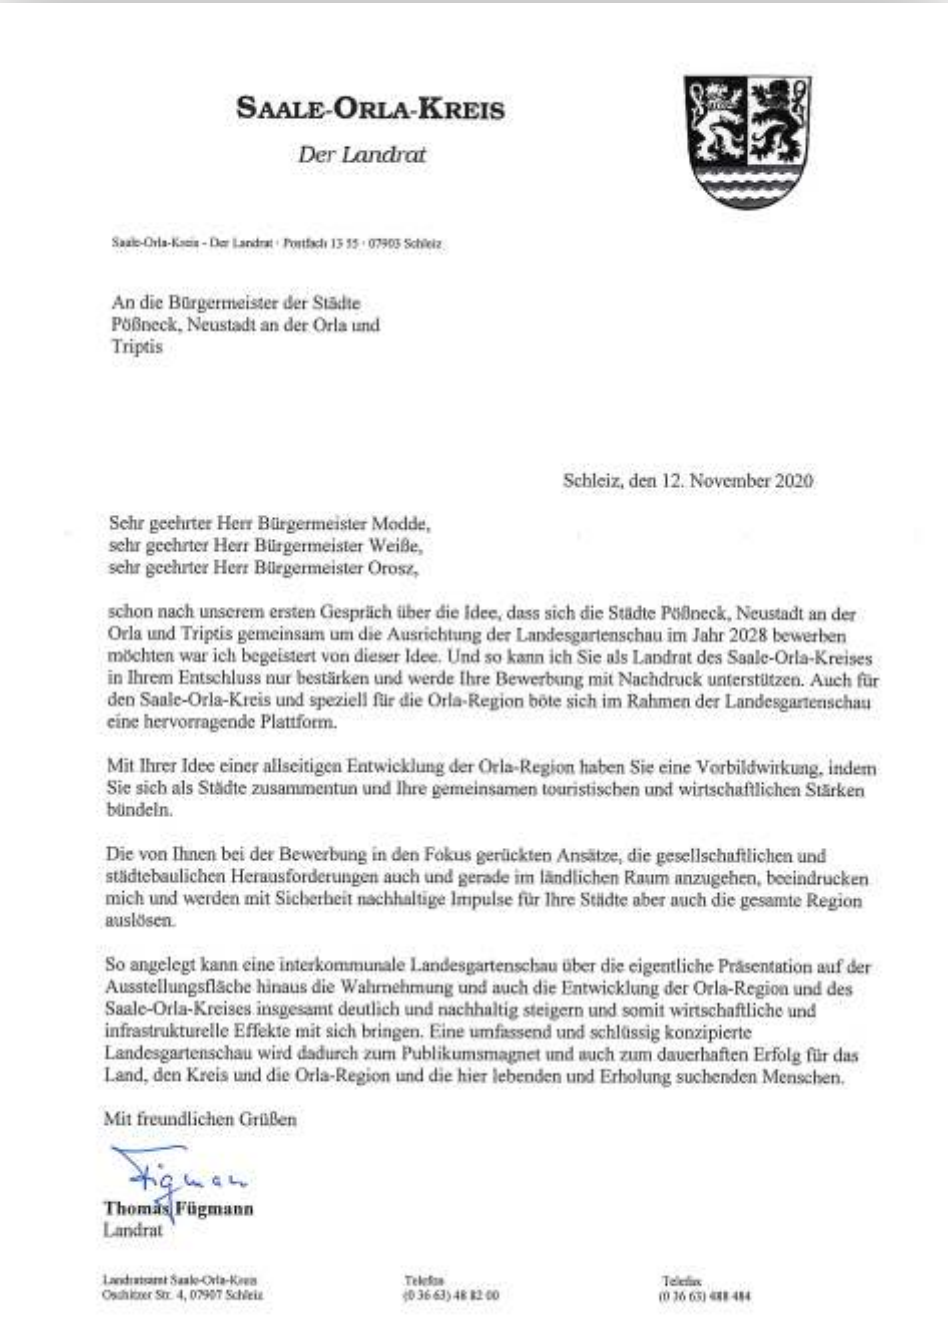 SAALE-ORLA-KREIS
Der Landrat
Saale-Orla-Kreis - Der Landrat · Postfach 13 55 · 07903 Schleiz
An die Bürgermeister der Städte
Pößneck, Neustadt an der Orla und
Triptis
Schleiz, den 12. November 2020
Sehr geehrter Herr Bürgermeister Modde,
sehr geehrter Herr Bürgermeister Weiße,
sehr geehrter Herr Bürgermeister Orosz,
schon nach unserem ersten Gespräch über die Idee, dass sich die Städte Pößneck, Neustadt an der
Orla und Triptis gemeinsam um die Ausrichtung der Landesgartenschau im Jahr 2028 bewerben
möchten war ich begeistert von dieser Idee. Und so kann ich Sie als Landrat des Saale-Orla-Kreises
in Ihrem Entschluss nur bestärken und werde Ihre Bewerbung mit Nachdruck unterstützen. Auch für
den Saale-Orla-Kreis und speziell für die Orla-Region böte sich im Rahmen der Landesgartenschau
eine hervorragende Plattform.
Mit Ihrer Idee einer allseitigen Entwicklung der Orla-Region haben Sie eine Vorbildwirkung, indem
Sie sich als Städte zusammentun und Ihre gemeinsamen touristischen und wirtschaftlichen Stärken
bündeln.
Die von Ihnen bei der Bewerbung in den Fokus gerückten Ansätze, die gesellschaftlichen und
städtebaulichen Herausforderungen auch und gerade im ländlichen Raum anzugehen, beeindrucken
mich und werden mit Sicherheit nachhaltige Impulse für Ihre Städte aber auch die gesamte Region
auslösen.
So angelegt kann eine interkommunale Landesgartenschau über die eigentliche Präsentation auf der
Ausstellungsfläche hinaus die Wahrnehmung und auch die Entwicklung der Orla-Region und des
Saale-Orla-Kreises insgesamt deutlich und nachhaltig steigern und somit wirtschaftliche und
infrastrukturelle Effekte mit sich bringen. Eine umfassend und schlüssig konzipierte
Landesgartenschau wird dadurch zum Publikumsmagnet und auch zum dauerhaften Erfolg für das
Land, den Kreis und die Orla-Region und die hier lebenden und Erholung suchenden Menschen.
Mit freundlichen Grüßen
Thomas Fügmann
Landrat
Landratsamt Saale-Orla-Kreis
Oschitzer Str. 4, 07907 Schleiz
Telefon
(0 36 63) 48 82 00
Telefax
(0 36 63) 488 484